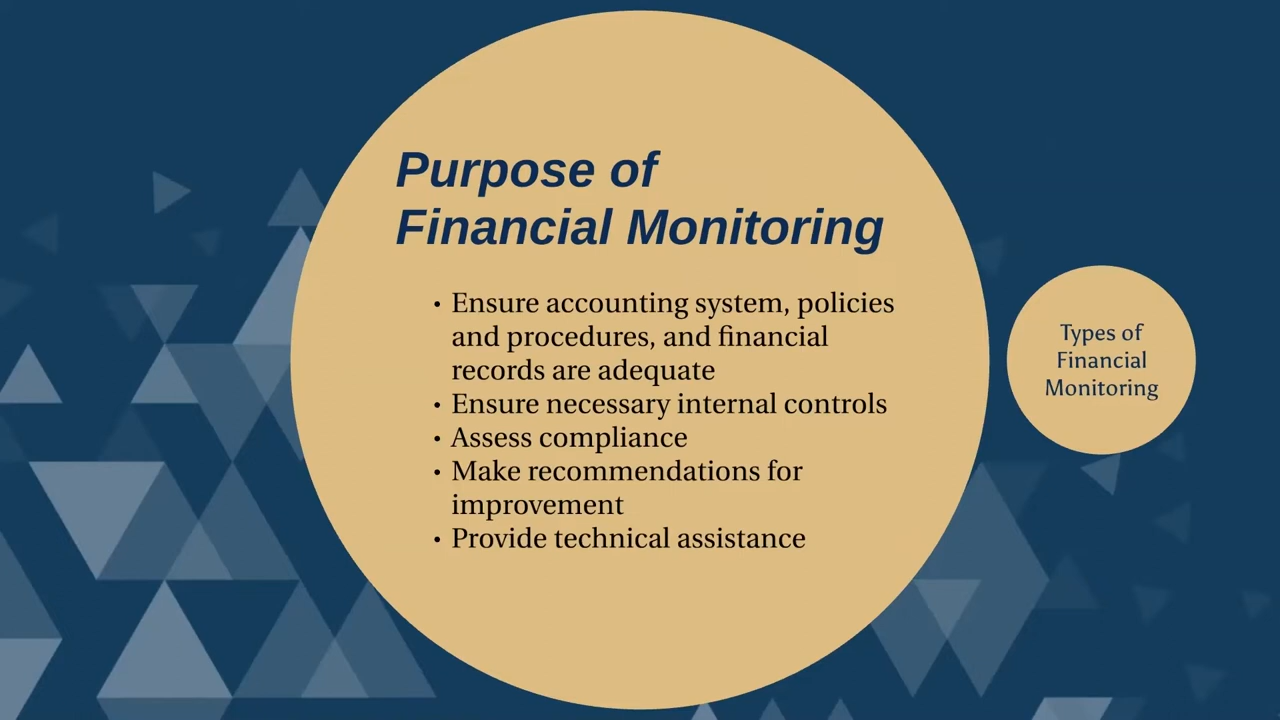 Purpose of
Financial Monitoring
• Ensure accounting system, policies
and procedures, and financial
records are adequate
• Ensure necessary internal controls
• Assess compliance
• Make recommendations for
improvement
• Provide technical assistance
Types of
Financial
Monitoring